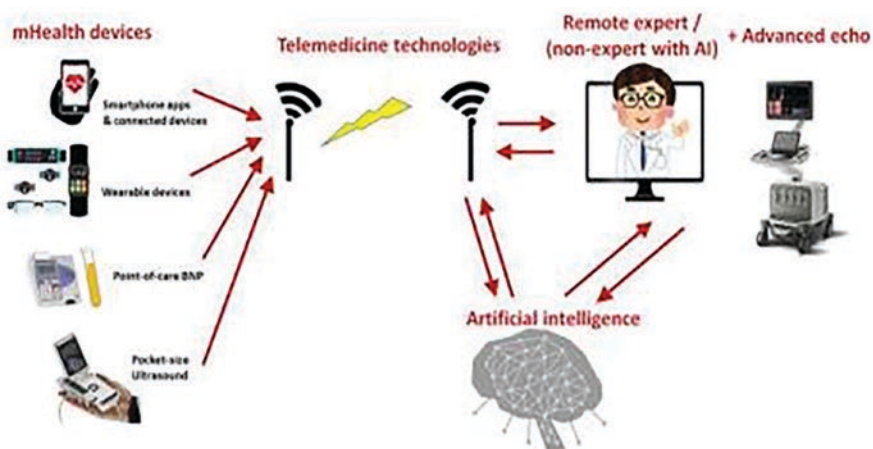 mHealth devices
Telemedicine technologies
Remote expert /
(non-expert with AI)
+ Advanced echo
Smartphone apps
& connected devices
Wearable devices
Point-of-care BNP
Pocket-size
Ultrasound
Artificial intelligence